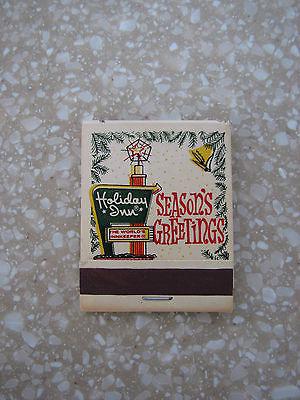 Holiday
Inn®
THE WORLD'S
INNKEEPER
SEASON'S
GREETINGS